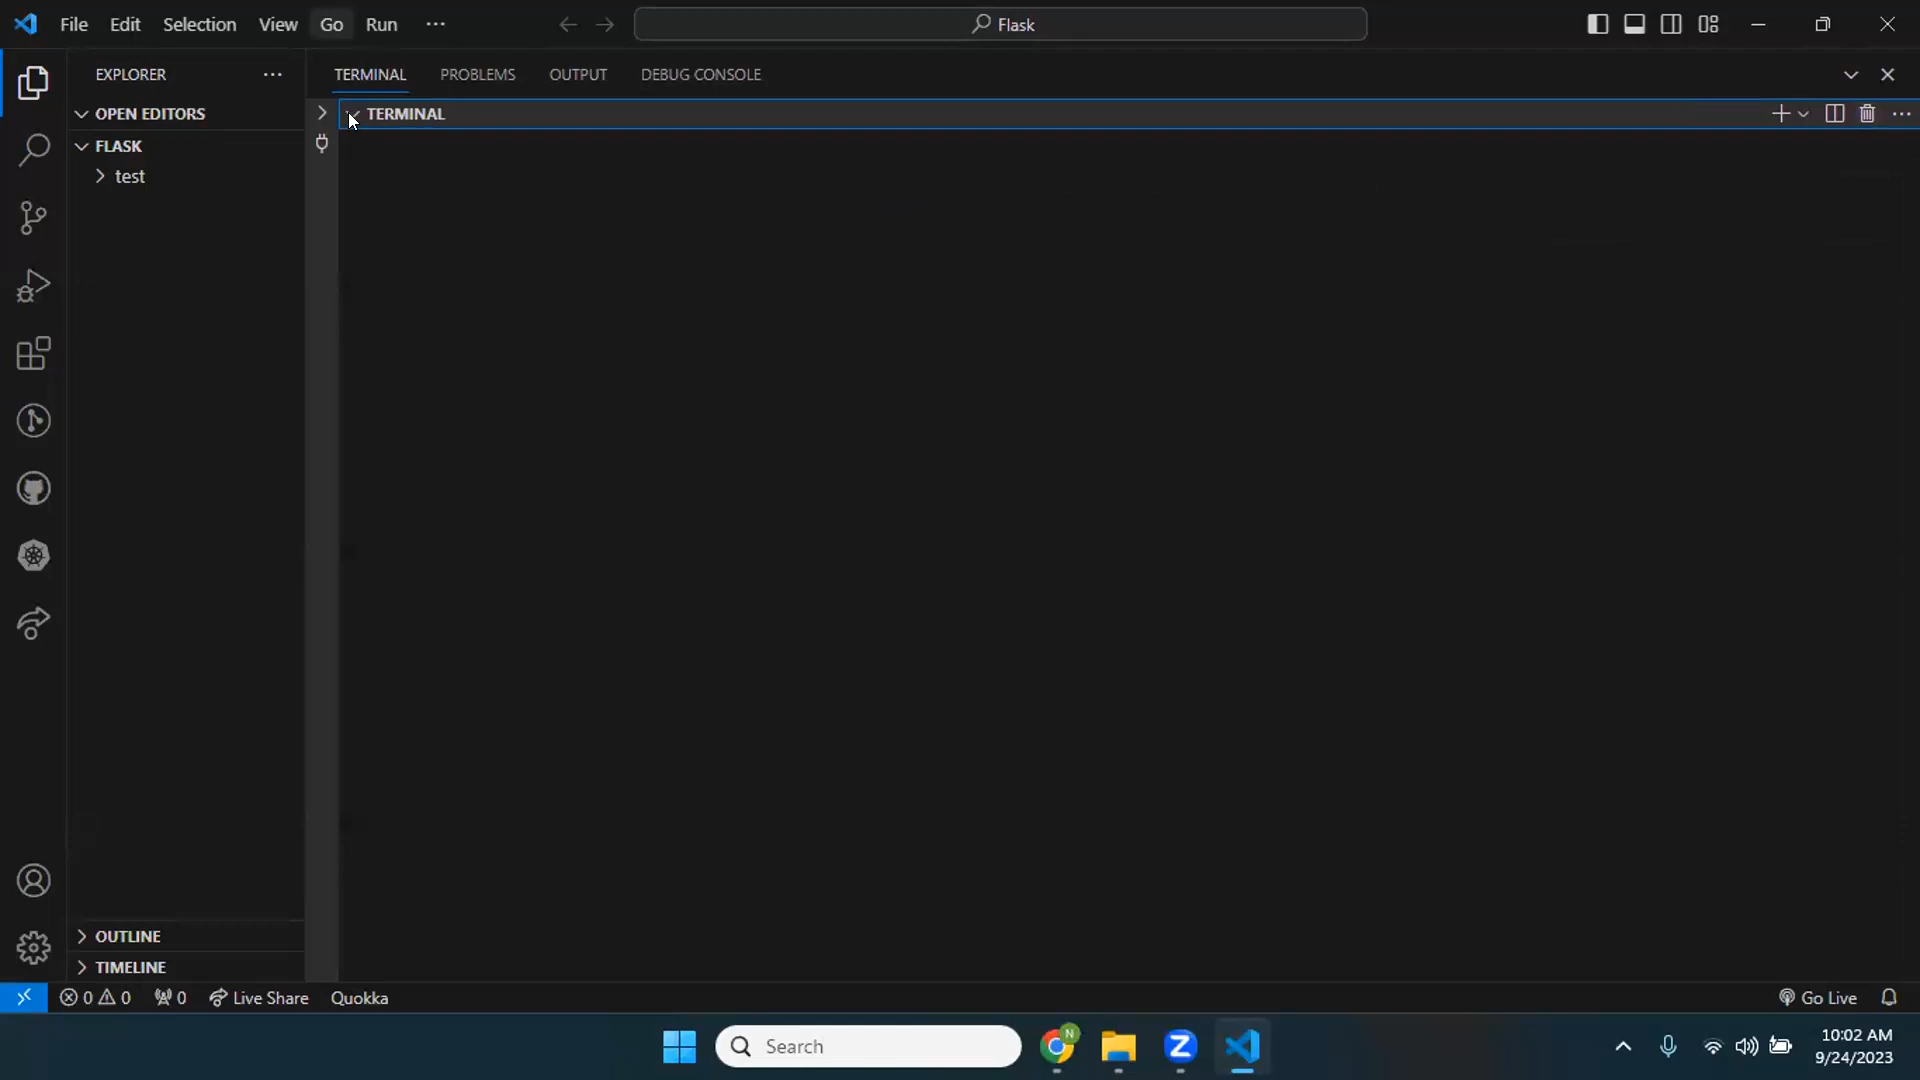 File Edit Selection View Go Run
Flask
EXPLORER
TERMINAL PROBLEMS OUTPUT DEBUG CONSOLE
OPEN EDITORS
TERMINAL
FLASK
test
OUTLINE
TIMELINE
0 0 0 Live Share Quokka
Go Live
Search
N
Z
10:02 AM
9/24/2023